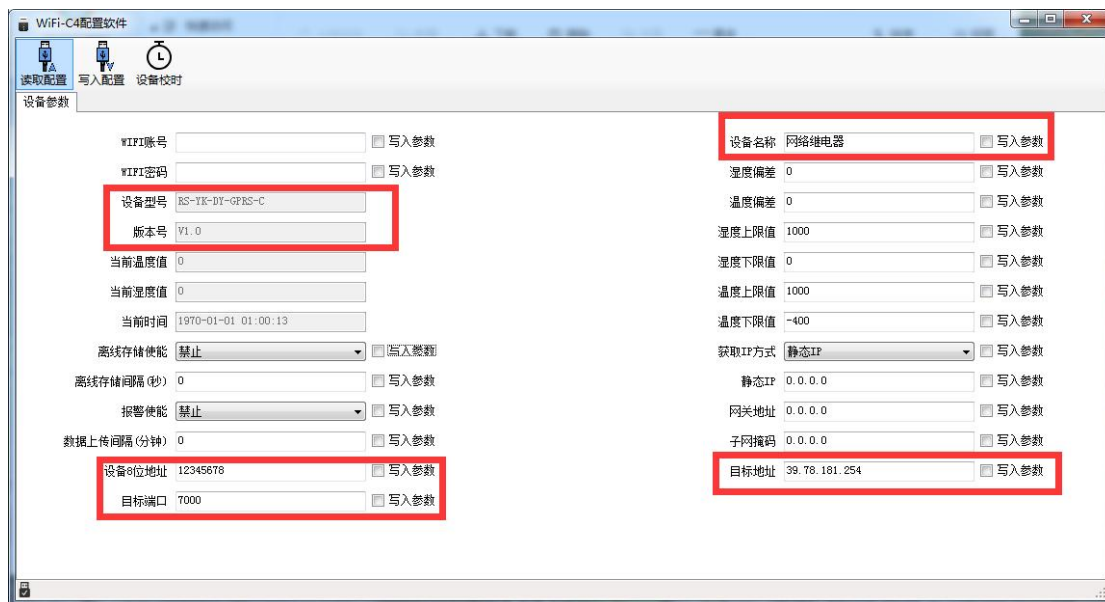 WiFi-C4配置软件
读取配置 写入配置 设备校时
设备参数
WIFI账号 写入参数
设备名称 网络继电器 写入参数
WIFI密码 写入参数
湿度偏差 0 写入参数
设备型号 RS-YK-DY-GPRS-C
温度偏差 0 写入参数
版本号 V1.0
湿度上限值 1000 写入参数
当前温度值 0
湿度下限值 0 写入参数
当前湿度值 0
温度上限值 1000 写入参数
当前时间 1970-01-01 01:00:13
温度下限值 -400 写入参数
离线存储使能 禁止 写入参数
获取IP方式 静态IP 写入参数
离线存储间隔(秒) 0 写入参数
静态IP 0.0.0.0 写入参数
报警使能 禁止 写入参数
网关地址 0.0.0.0 写入参数
数据上传间隔(分钟) 0 写入参数
子网掩码 0.0.0.0 写入参数
设备8位地址 12345678 写入参数
目标地址 39.78.181.254 写入参数
目标端口 7000 写入参数